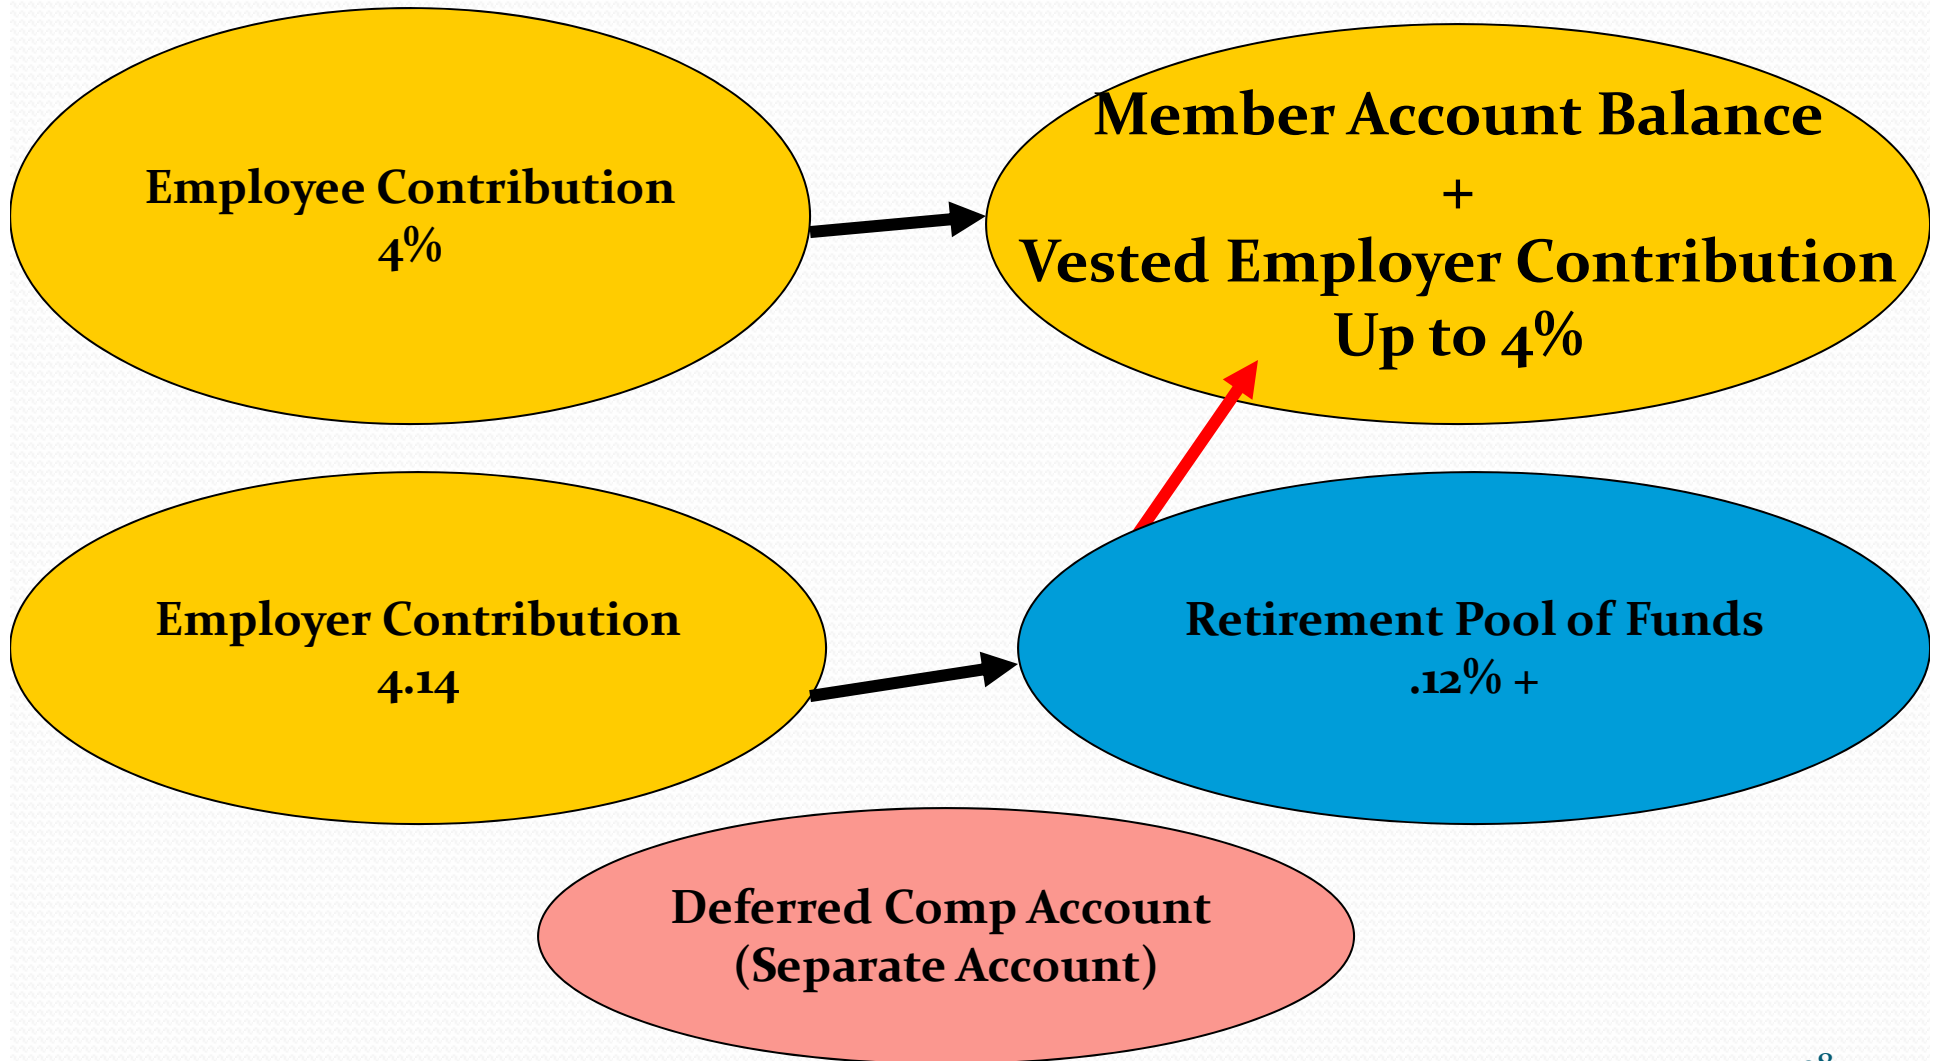 Employee Contribution
4%
Member Account Balance
+
Vested Employer Contribution
Up to 4%
Employer Contribution
4.14
Retirement Pool of Funds
.12% +
Deferred Comp Account
(Separate Account)